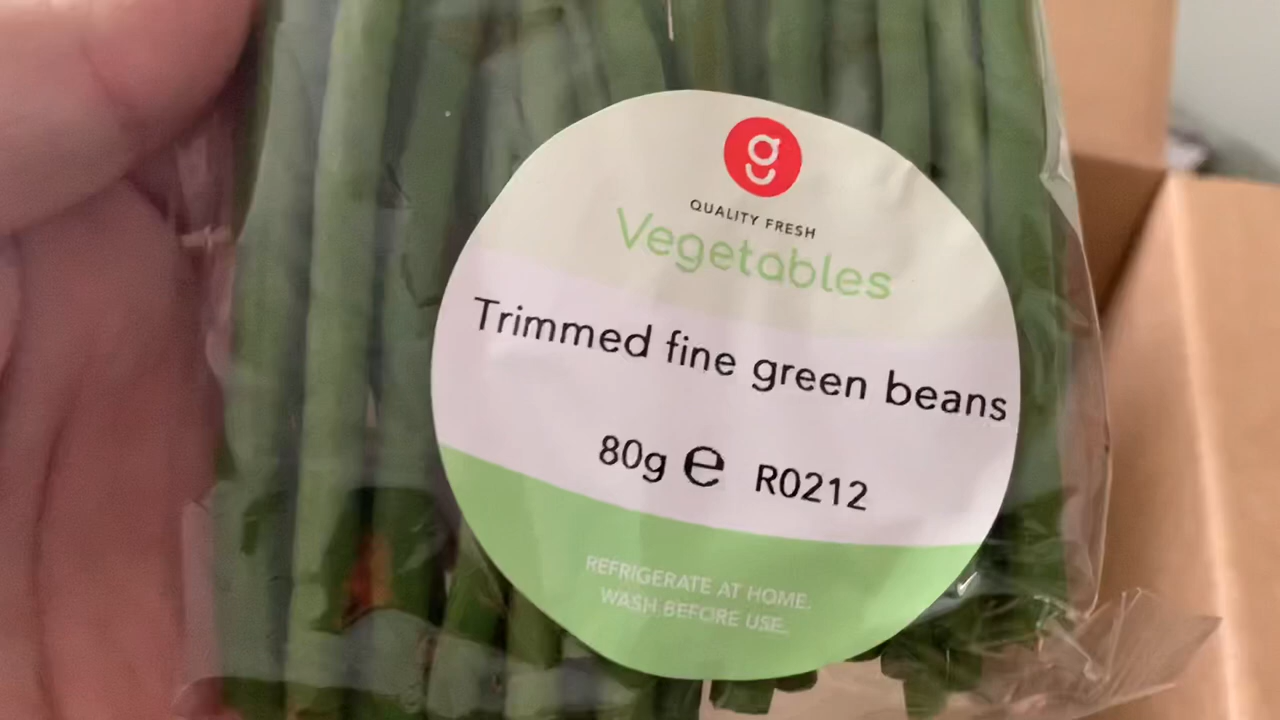 g
QUALITY FRESH
Vegetables
Trimmed fine green beans
80g ℮ R0212
REFRIGERATE AT HOME.
WASH BEFORE USE.